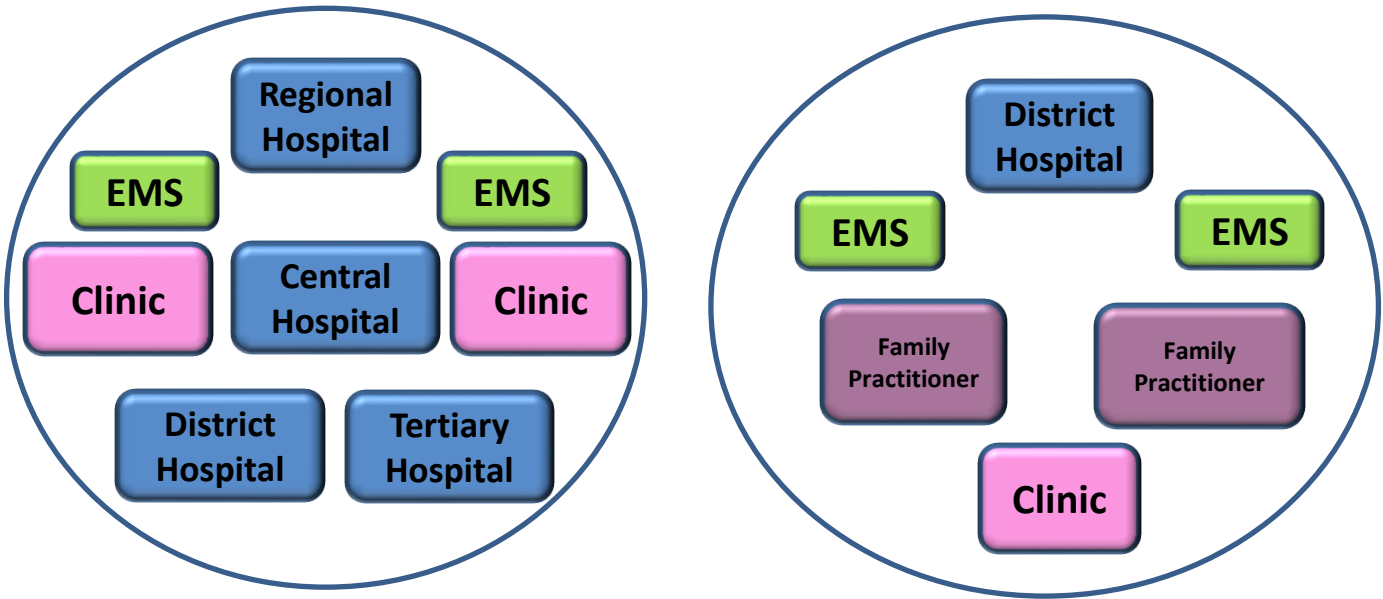 Regional
Hospital
EMS
EMS
Clinic
Central
Hospital
Clinic
District
Hospital
Tertiary
Hospital
District
Hospital
EMS
EMS
Family
Practitioner
Family
Practitioner
Clinic